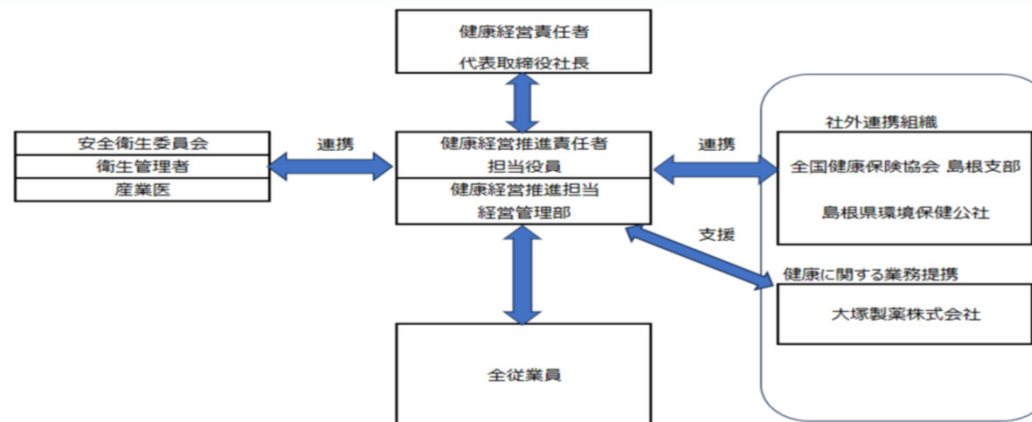 健康経営責任者
代表取締役社長
社外連携組織
安全衛生委員会
衛生管理者
産業医
連携
健康経営推進責任者
担当役員
健康経営推進担当
経営管理部
連携
全国健康保険協会 島根支部
島根県環境保健公社
支援
健康に関する業務提携
大塚製薬株式会社
全従業員